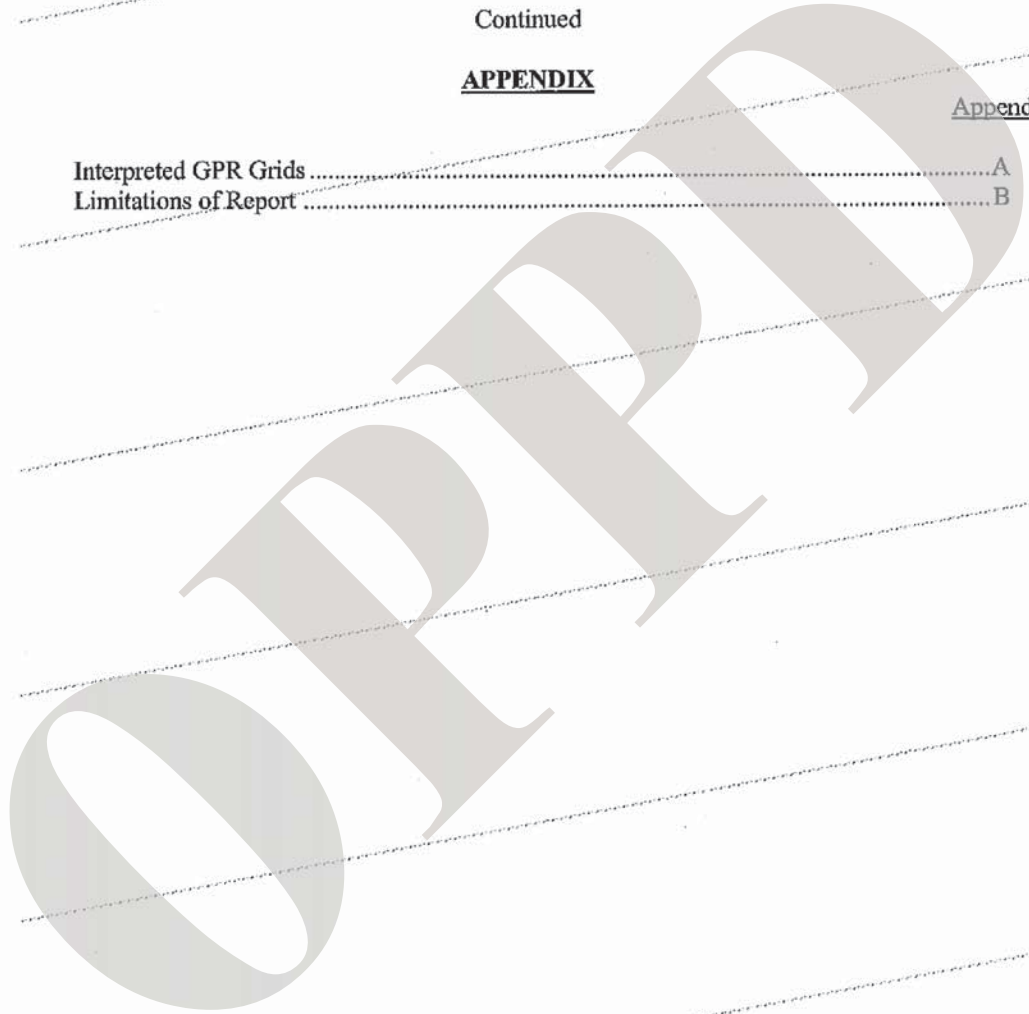 Continued
APPENDIX
Append
Interpreted GPR Grids ........ A
Limitations of Report ........ B
OPPD